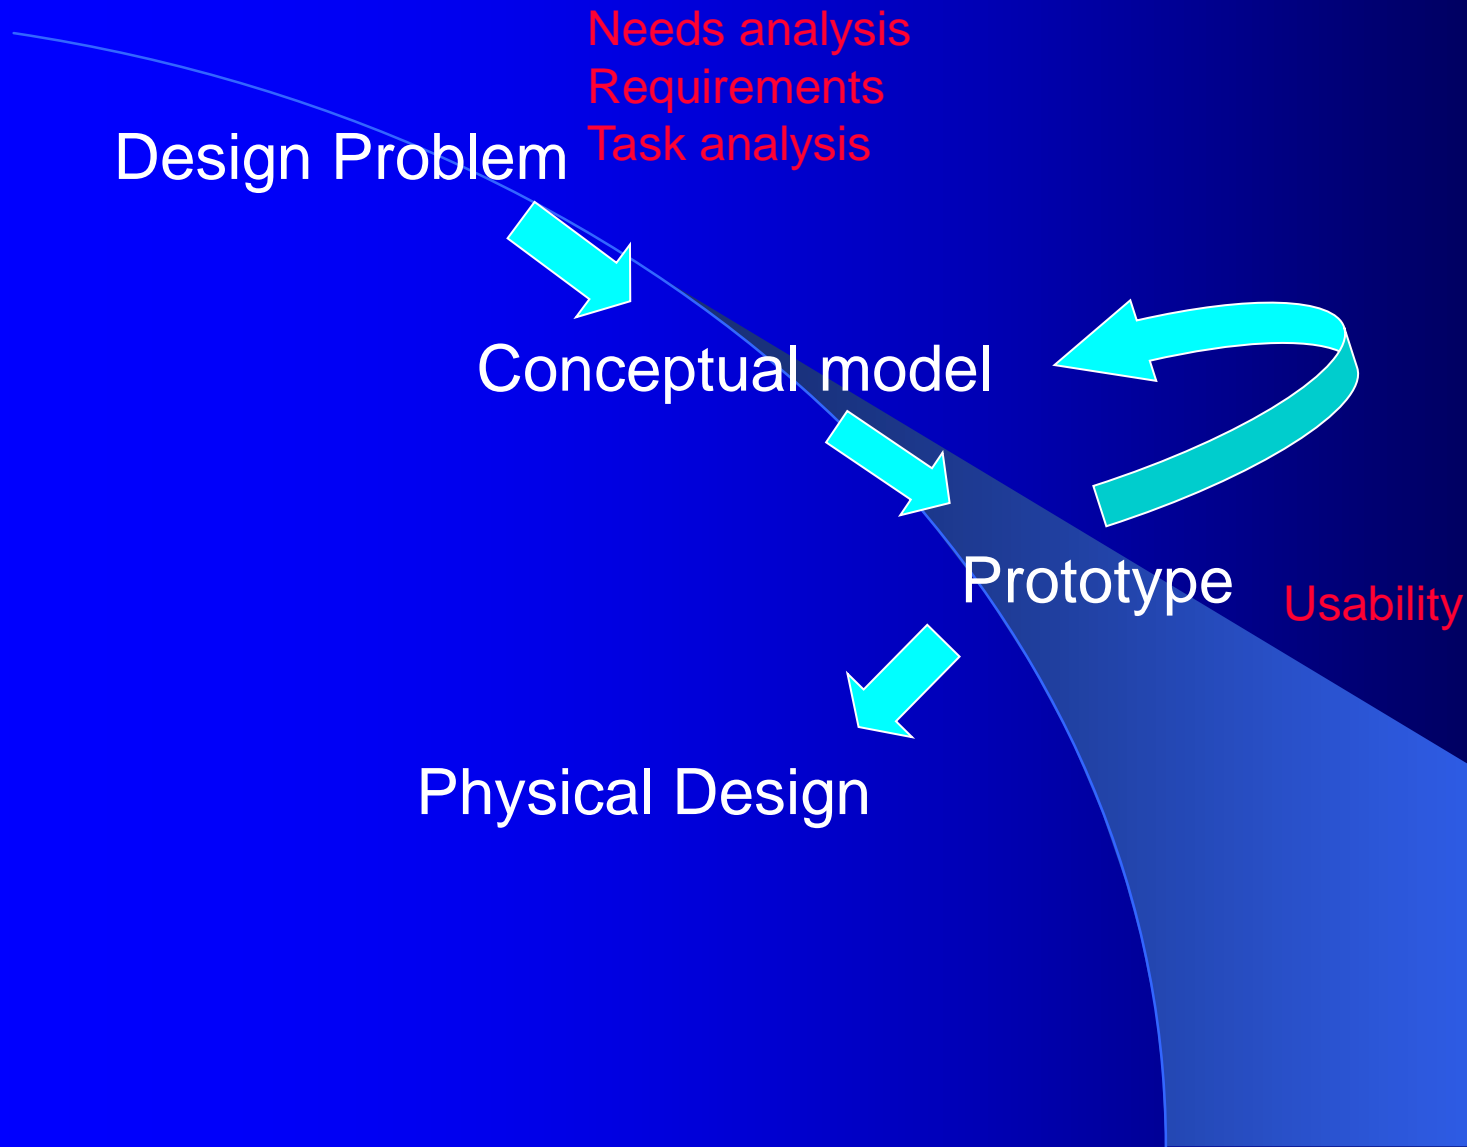 Needs analysis
Requirements
Task analysis
Design Problem
Conceptual model
Prototype
Usability
Physical Design